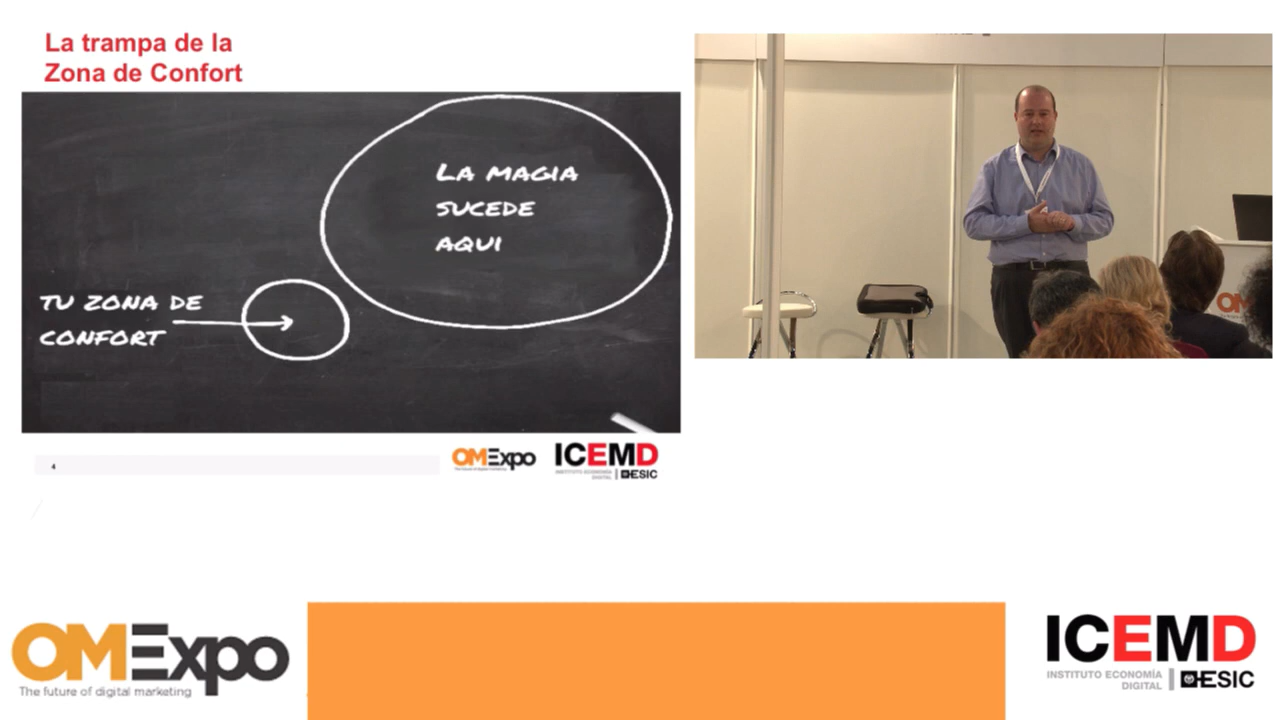 La trampa de la
Zona de Confort
LA MAGIA
SUCEDE
AQUI
TU ZONA DE
CONFORT
4
OMExpo
ICEMD
INSTITUTO ECONOMÍA
DIGITAL
ESIC
OM
OMExpo
The future of digital marketing
ICEMD
INSTITUTO ECONOMÍA
DIGITAL
ESIC